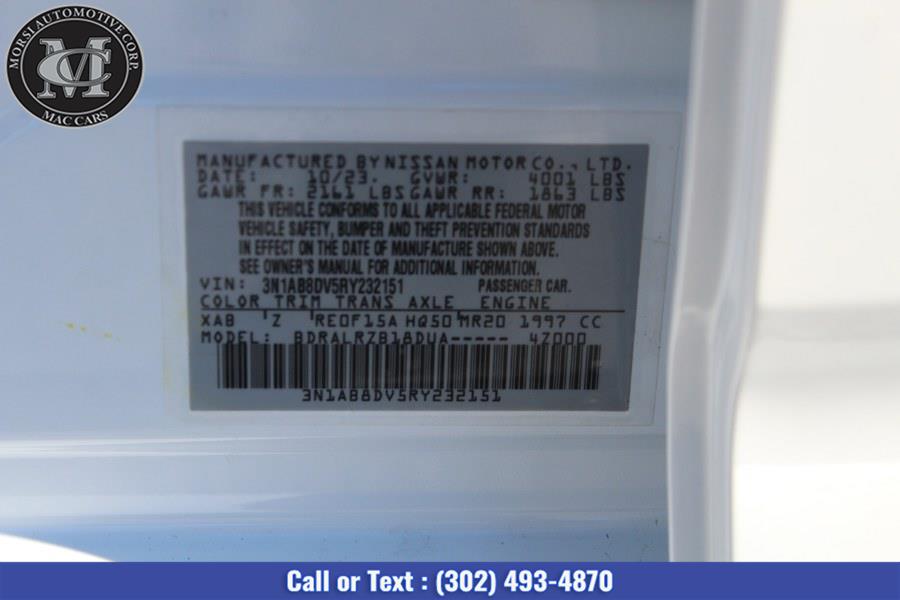 MORSI AUTOMOTIVE CORP.
MC
MAC CARS
MANUFACTURED BY NISSAN MOTOR CO., LTD.
DATE: 10/23. GVWR: 4001 LBS
GAWR FR: 2161 LBS GAWR RR: 1863 LBS
THIS VEHICLE CONFORMS TO ALL APPLICABLE FEDERAL MOTOR
VEHICLE SAFETY, BUMPER AND THEFT PREVENTION STANDARDS
IN EFFECT ON THE DATE OF MANUFACTURE SHOWN ABOVE.
SEE OWNER'S MANUAL FOR ADDITIONAL INFORMATION.
VIN: 3N1AB8DV5RY232151 PASSENGER CAR.
COLOR TRIM TRANS AXLE ENGINE
XAB Z RE0F15A HQ50 MR20 1997 CC
MODEL: BDRALRZB18DUA----- 4Z000
3N1AB8DV5RY232151
Call or Text : (302) 493-4870